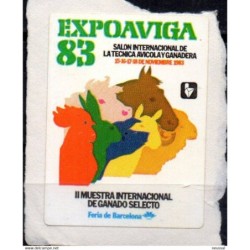 EXPOAVIGA
83
SALON INTERNACIONAL DE
LA TECNICA AVICOLA Y GANADERA
15-16-17-18 DE NOVIEMBRE 1983
II MUESTRA INTERNACIONAL
DE GANADO SELECTO
Feria de Barcelona